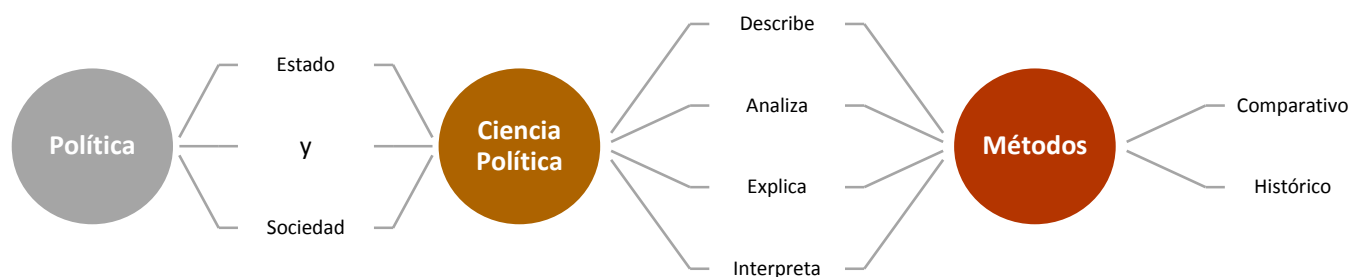 Política
Estado
y
Sociedad
Ciencia
Política
Describe
Analiza
Explica
Interpreta
Métodos
Comparativo
Histórico